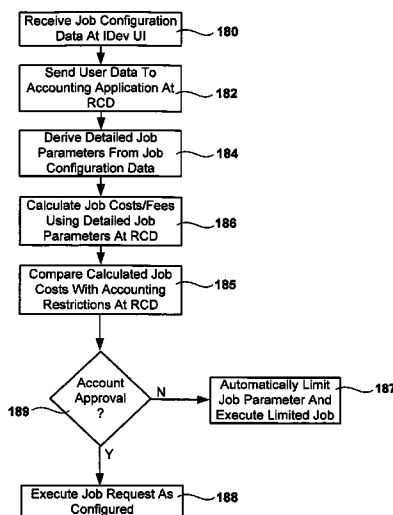 Receive Job Configuration
Data At IDev UI
180
Send User Data To
Accounting Application At
RCD
182
Derive Detailed Job
Parameters From Job
Configuration Data
184
Calculate Job Costs/Fees
Using Detailed Job
Parameters At RCD
186
Compare Calculated Job
Costs With Accounting
Restrictions At RCD
185
Account
Approval
?
189
N
Automatically Limit
Job Parameter And
Execute Limited Job
187
Y
Execute Job Request As
Configured
188